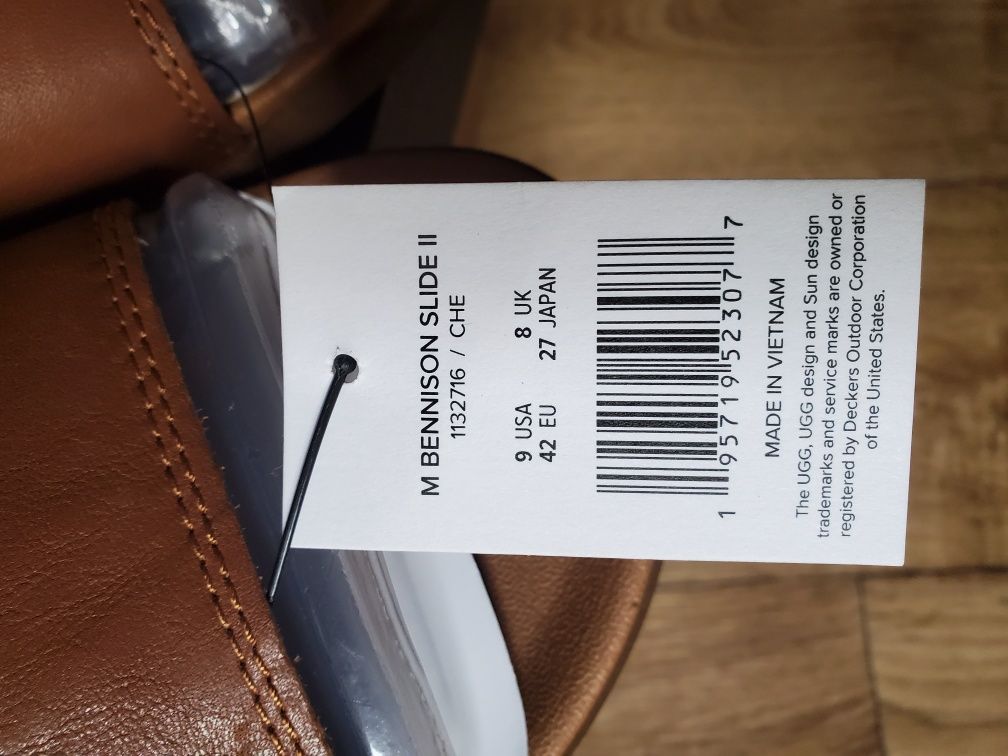 M BENNISON SLIDE II
1132716 / CHE
9 USA 8 UK
42 EU 27 JAPAN
1 95719 52307 7
MADE IN VIETNAM
The UGG, UGG design and Sun design
trademarks and service marks are owned or
registered by Deckers Outdoor Corporation
of the United States.